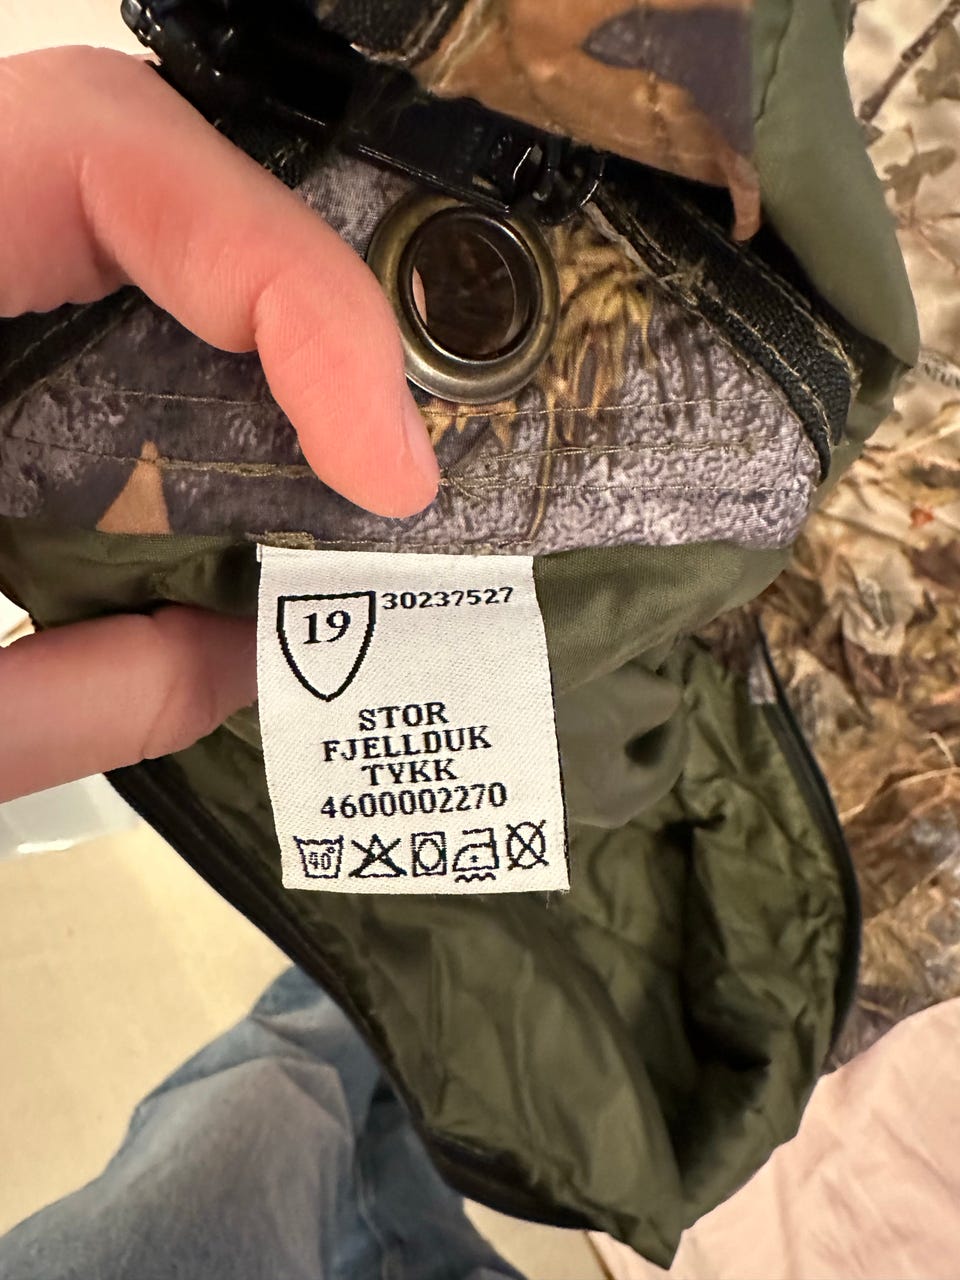 19
30237527
STOR
FJELLDUK
TYKK
4600002270
40°